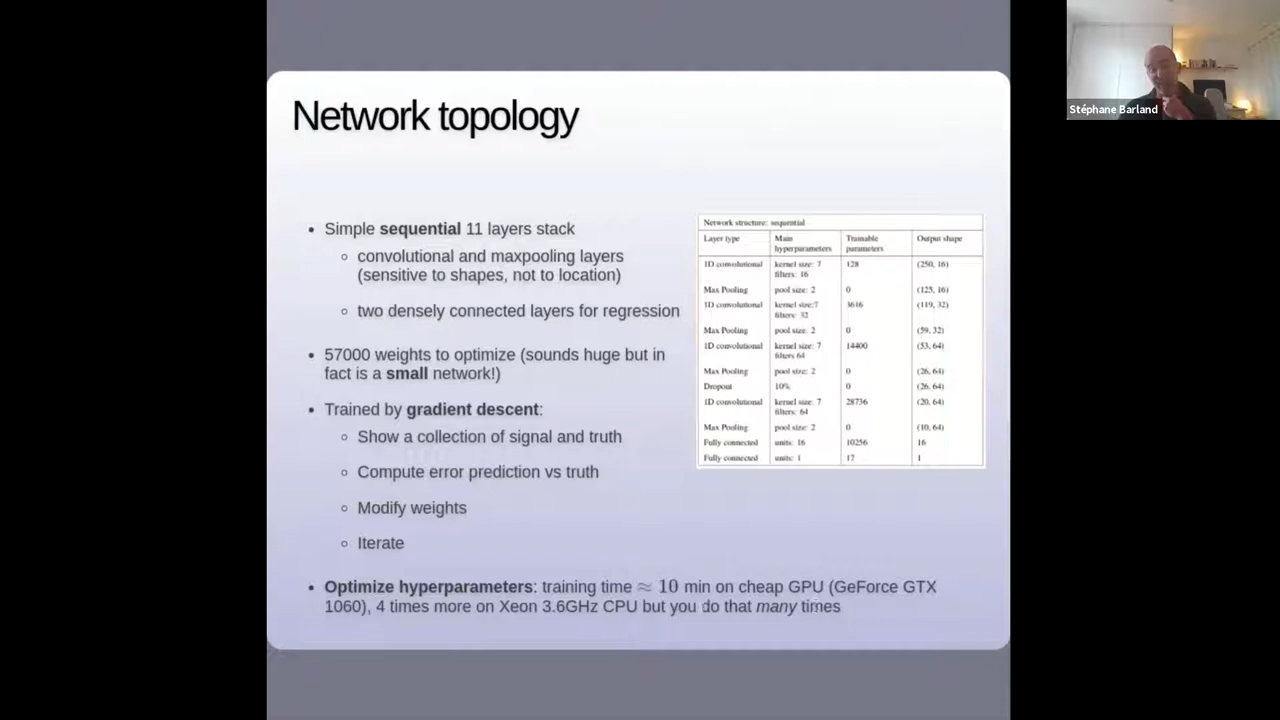 Network topology
Stéphane Barland
• Simple sequential 11 layers stack
◦ convolutional and maxpooling layers
(sensitive to shapes, not to location)
◦ two densely connected layers for regression
• 57000 weights to optimize (sounds huge but in
fact is a small network!)
• Trained by gradient descent:
◦ Show a collection of signal and truth
◦ Compute error prediction vs truth
◦ Modify weights
◦ Iterate
• Optimize hyperparameters: training time ≈ 10 min on cheap GPU (GeForce GTX
1060), 4 times more on Xeon 3.6GHz CPU but you do that many times
Network structure: sequential
Layer type Main Trainable Output shape
hyperparameters parameters
1D convolutional kernel size: 7 128 (250, 16)
filters: 16
Max Pooling pool size: 2 0 (125, 16)
1D convolutional kernel size:7 3616 (119, 32)
filters: 32
Max Pooling pool size: 2 0 (59, 32)
1D convolutional kernel size: 7 14400 (53, 64)
filters 64
Max Pooling pool size: 2 0 (26, 64)
Dropout 10% 0 (26, 64)
1D convolutional kernel size: 7 28736 (20, 64)
filters: 64
Max Pooling pool size: 2 0 (10, 64)
Fully connected units: 16 10256 16
Fully connected units: 1 17 1